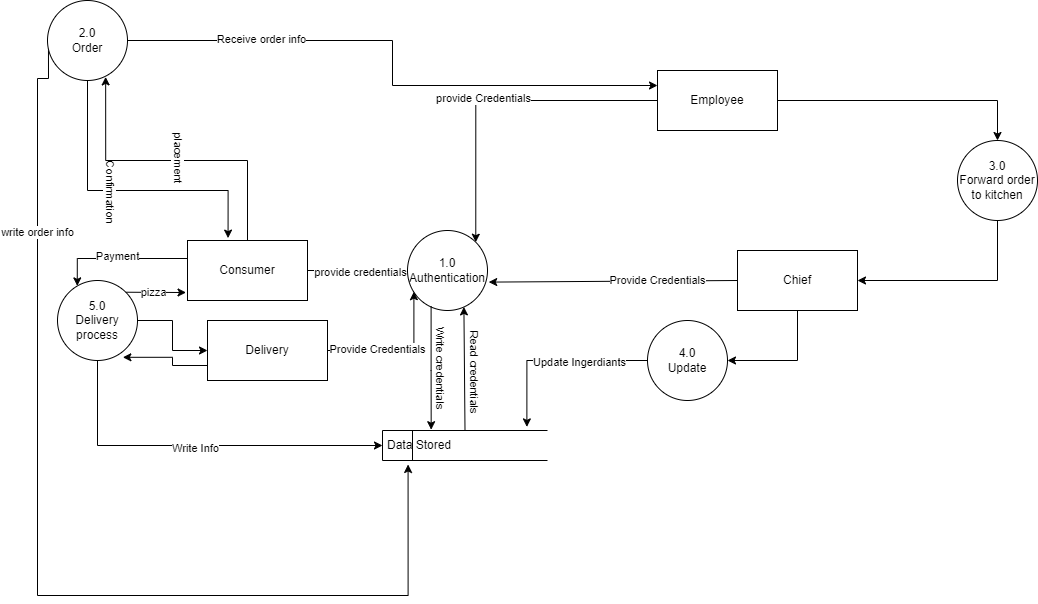 2.0
Order
Receive order info
Employee
provide Credentials
placement
Confirmation
3.0
Forward order
to kitchen
write order info
Payment
Consumer
provide credentials
1.0
Authentication
Provide Credentials
Chief
pizza
5.0
Delivery
process
Delivery
Provide Credentials
Write credentials
Read credentials
Update Ingerdiants
4.0
Update
Write Info
Data Stored